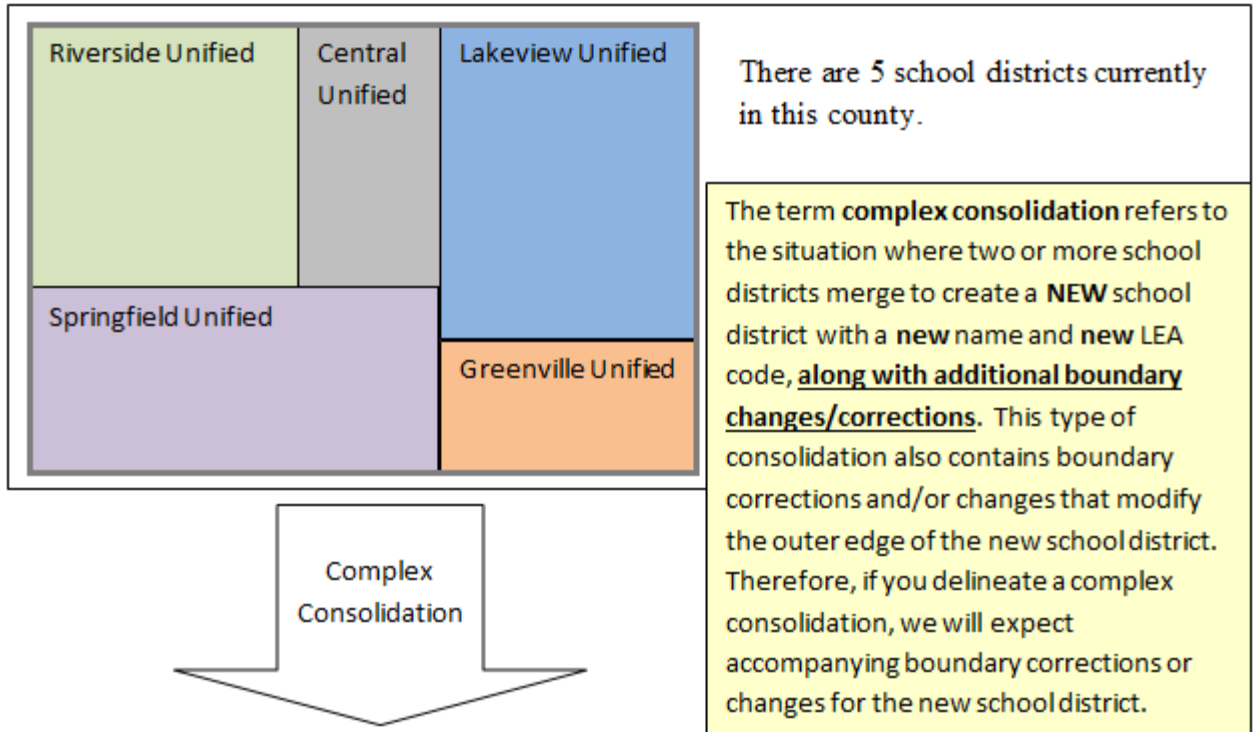 Riverside Unified
Central
Unified
Lakeview Unified
Springfield Unified
Greenville Unified
There are 5 school districts currently
in this county.
The term complex consolidation refers to
the situation where two or more school
districts merge to create a NEW school
district with a new name and new LEA
code, along with additional boundary
changes/corrections. This type of
consolidation also contains boundary
corrections and/or changes that modify
the outer edge of the new school district.
Therefore, if you delineate a complex
consolidation, we will expect
accompanying boundary corrections or
changes for the new school district.
Complex
Consolidation